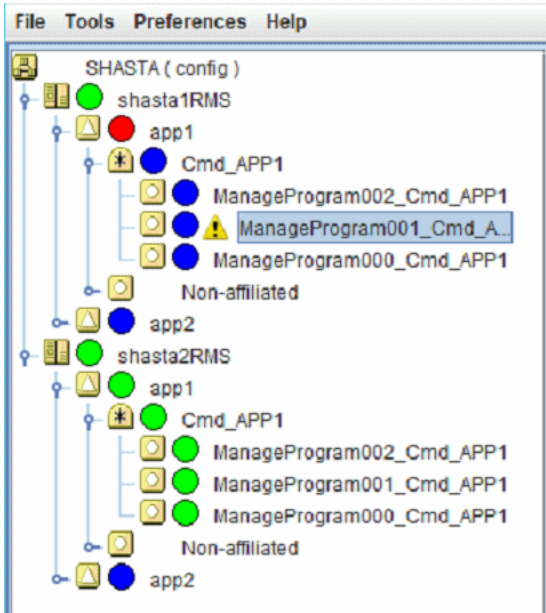 File Tools Preferences Help
SHASTA ( config )
shasta1RMS
app1
Cmd_APP1
ManageProgram002_Cmd_APP1
ManageProgram001_Cmd_A...
ManageProgram000_Cmd_APP1
Non-affiliated
app2
shasta2RMS
app1
Cmd_APP1
ManageProgram002_Cmd_APP1
ManageProgram001_Cmd_APP1
ManageProgram000_Cmd_APP1
Non-affiliated
app2